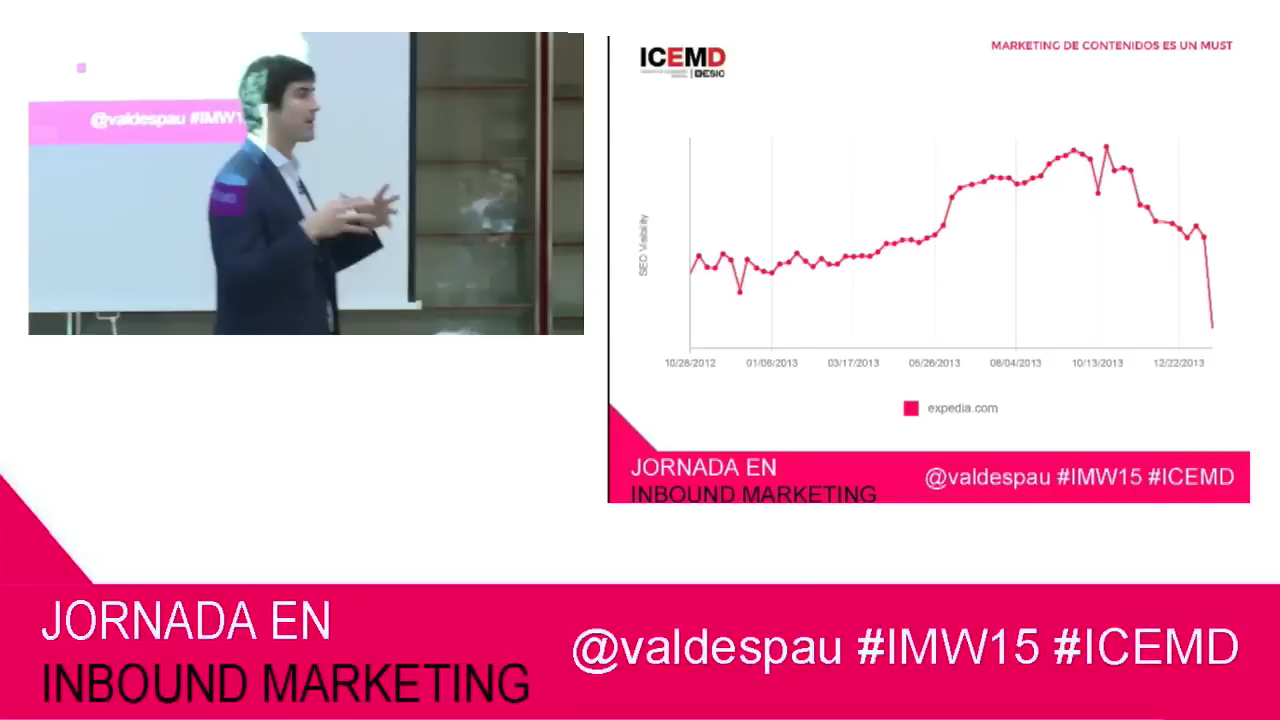 @valdespau #IMW1
ICEMD
ESIC
MARKETING DE CONTENIDOS ES UN MUST
SEO Visibility
10/28/2012 01/06/2013 03/17/2013 05/26/2013 08/04/2013 10/13/2013 12/22/2013
expedia.com
JORNADA EN
INBOUND MARKETING
@valdespau #IMW15 #ICEMD
JORNADA EN
INBOUND MARKETING
@valdespau #IMW15 #ICEMD